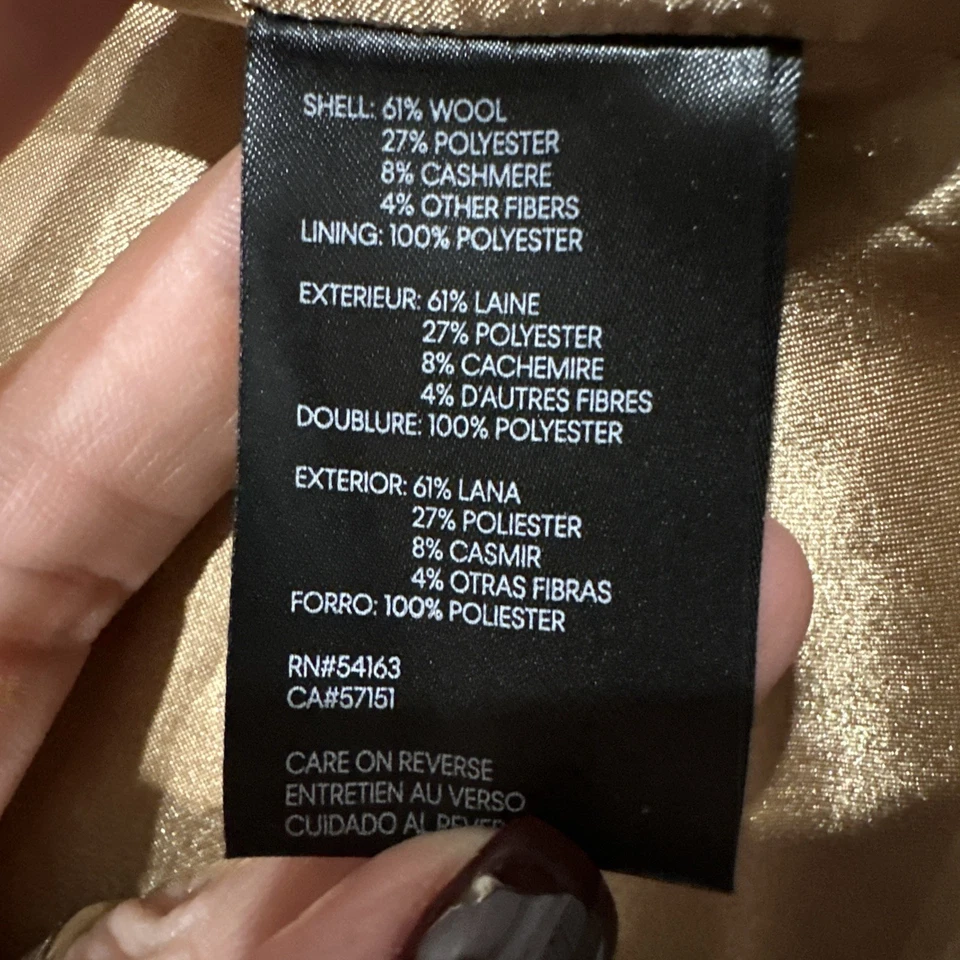 SHELL: 61% WOOL
27% POLYESTER
8% CASHMERE
4% OTHER FIBERS
LINING: 100% POLYESTER
EXTERIEUR: 61% LAINE
27% POLYESTER
8% CACHEMIRE
4% D'AUTRES FIBRES
DOUBLURE: 100% POLYESTER
EXTERIOR: 61% LANA
27% POLIESTER
8% CASMIR
4% OTRAS FIBRAS
FORRO: 100% POLIESTER
RN#54163
CA#57151
CARE ON REVERSE
ENTRETIEN AU VERSO
CUIDADO AL